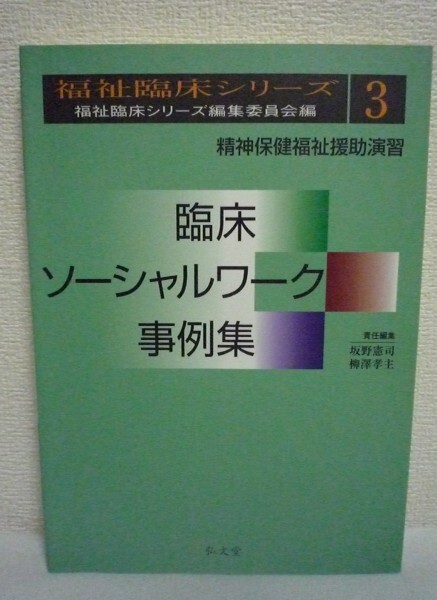 福祉臨床シリーズ
福祉臨床シリーズ編集委員会編
3
精神保健福祉援助演習
臨床
ソーシャルワーク
事例集
責任編集
坂野憲司
柳澤孝主
弘文堂